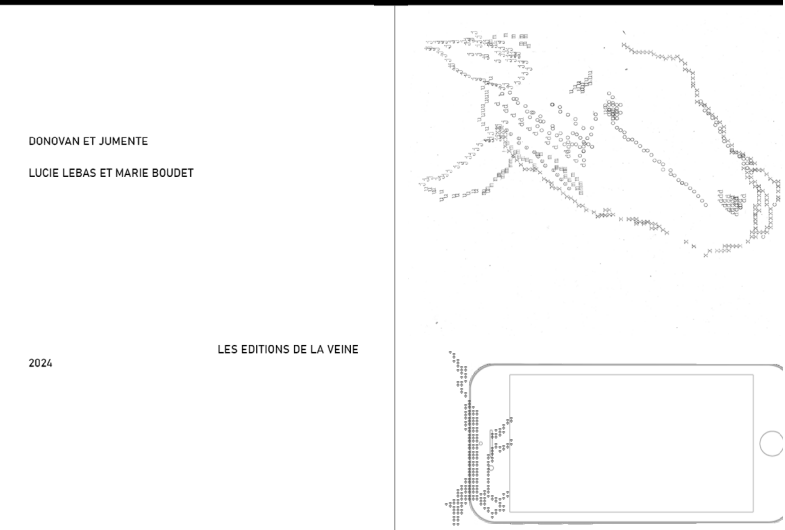 DONOVAN ET JUMENTE
LUCIE LEBAS ET MARIE BOUDET
LES EDITIONS DE LA VEINE
2024